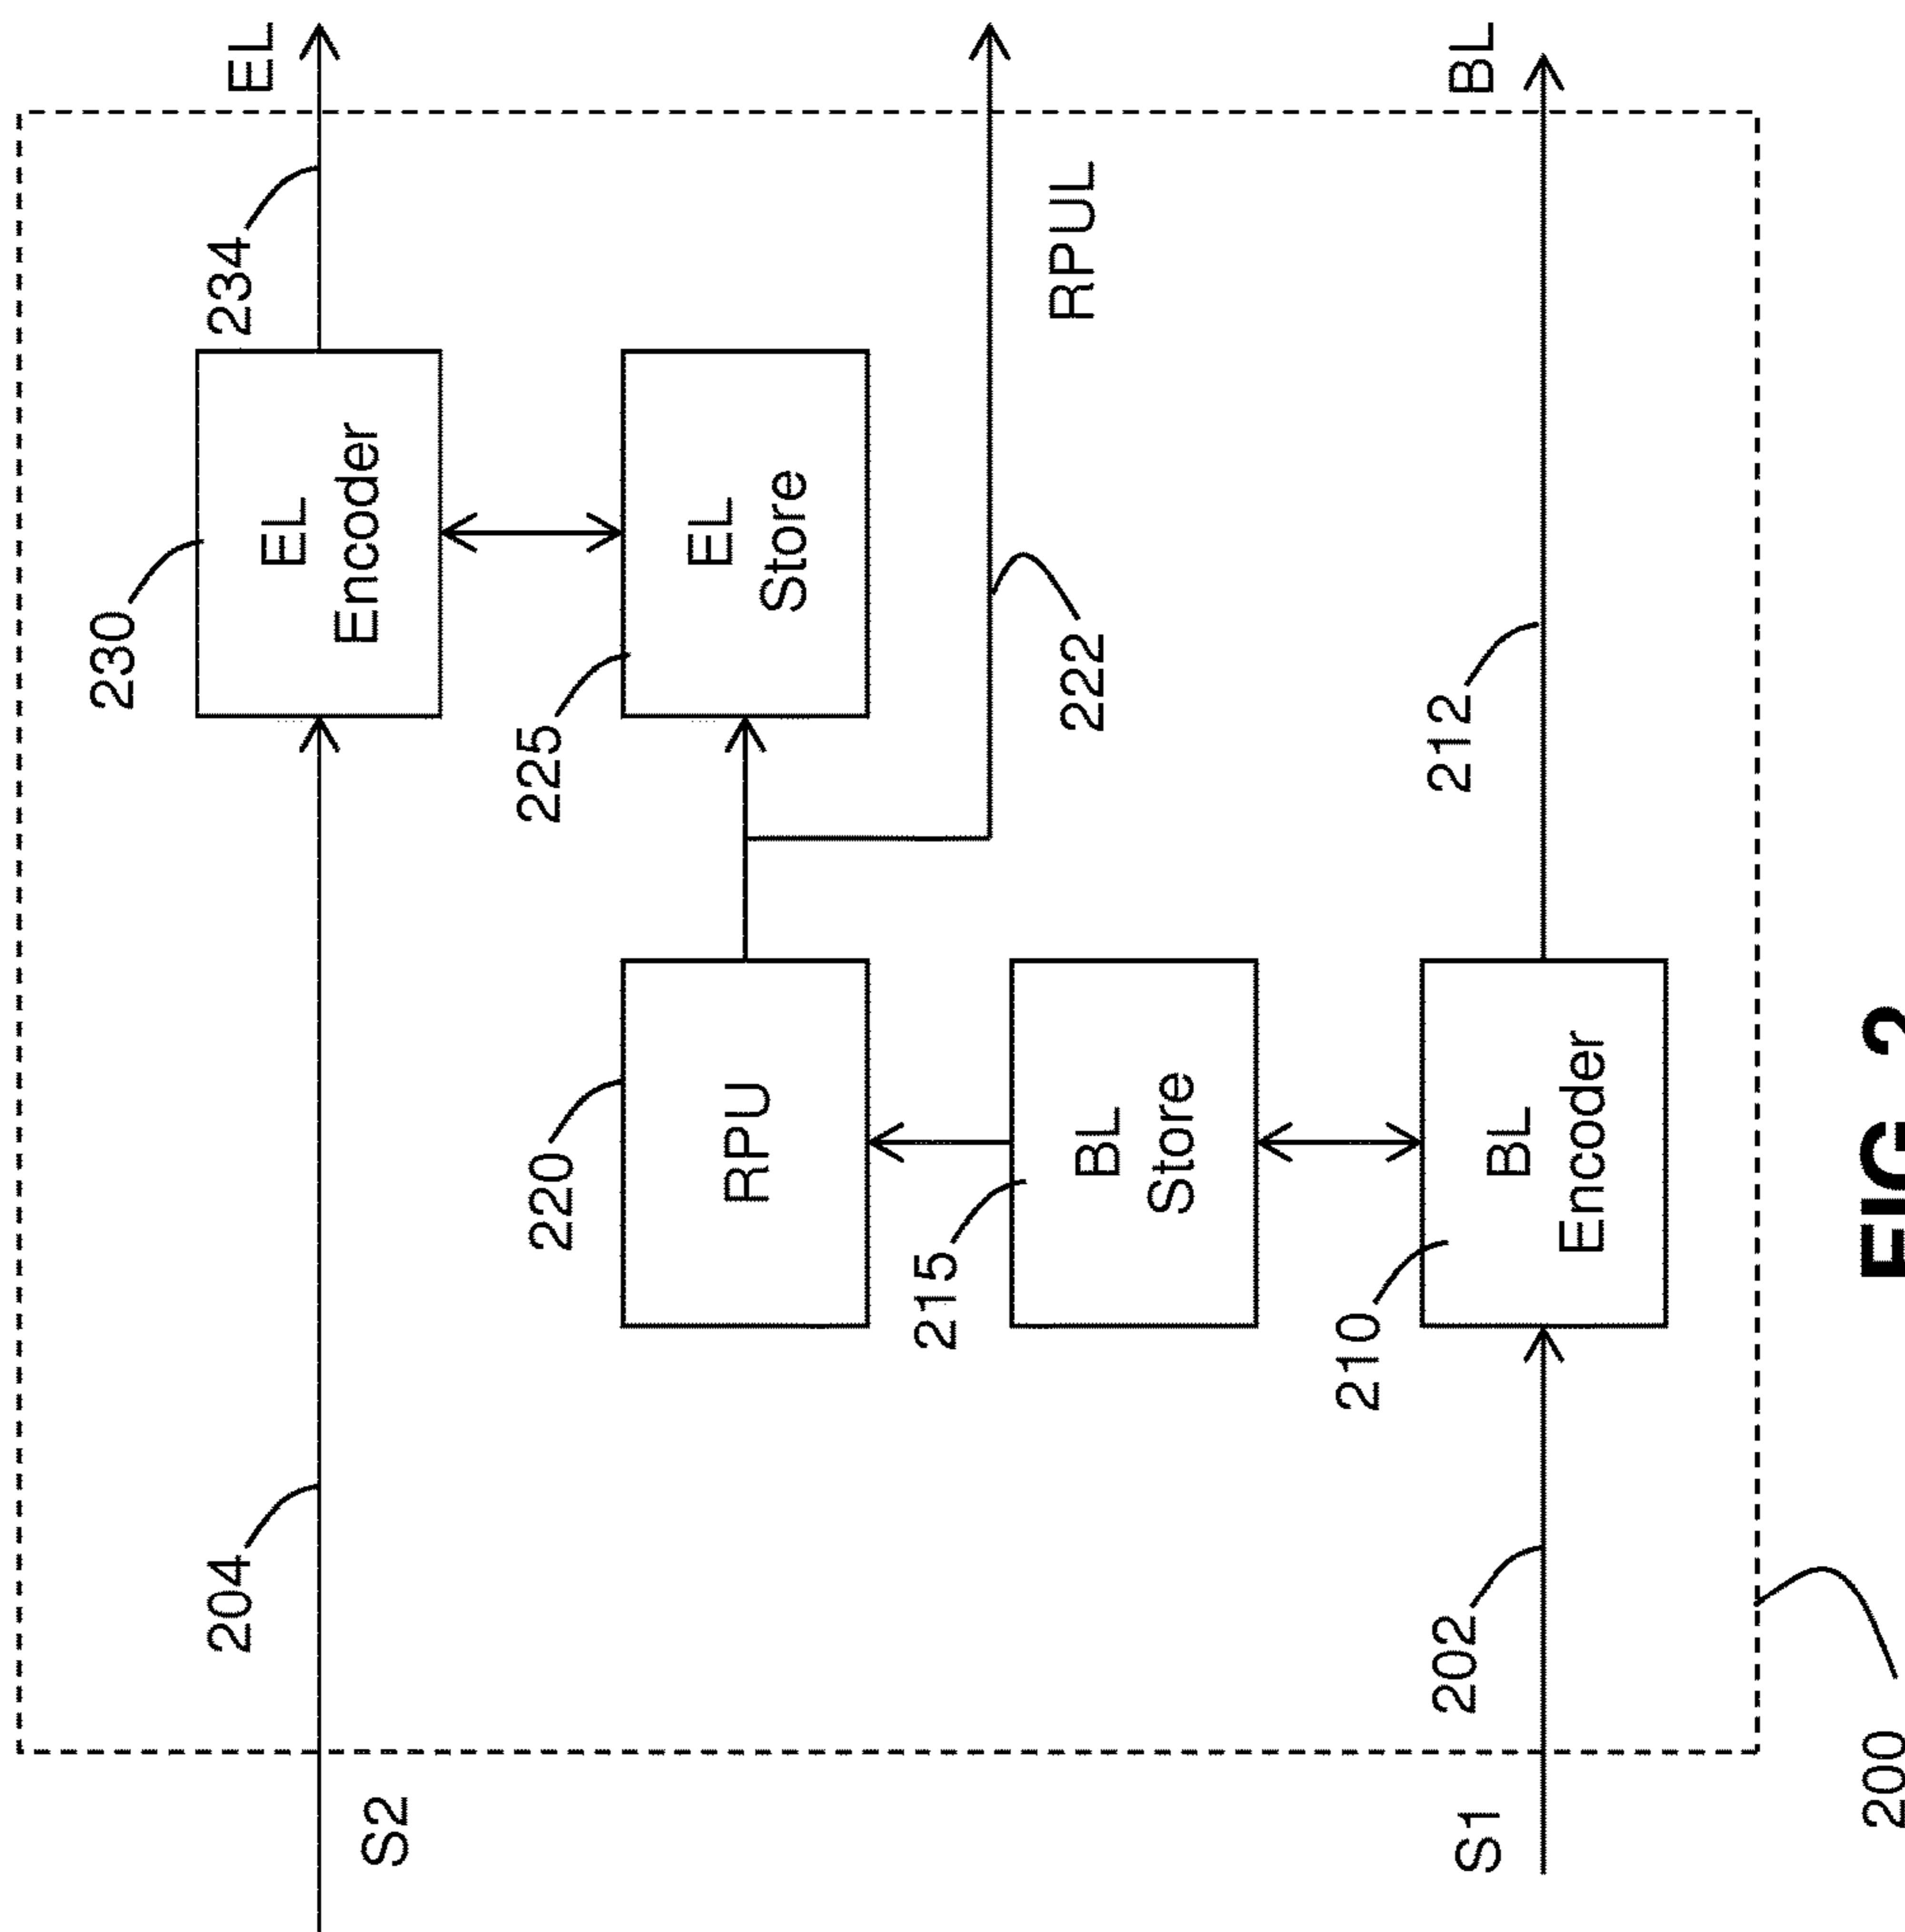 230
204
234
EL
EL
Encoder
S2
220
225
RPU
EL
Store
215
222
RPUL
BL
Store
210
202
212
BL
S1
BL
Encoder
200
FIG. 2